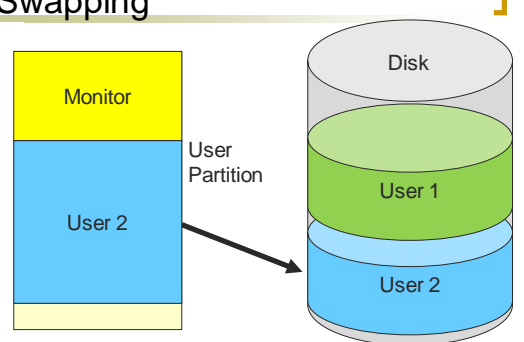 Swapping
Monitor
User
Partition
User 2
Disk
User 1
User 2